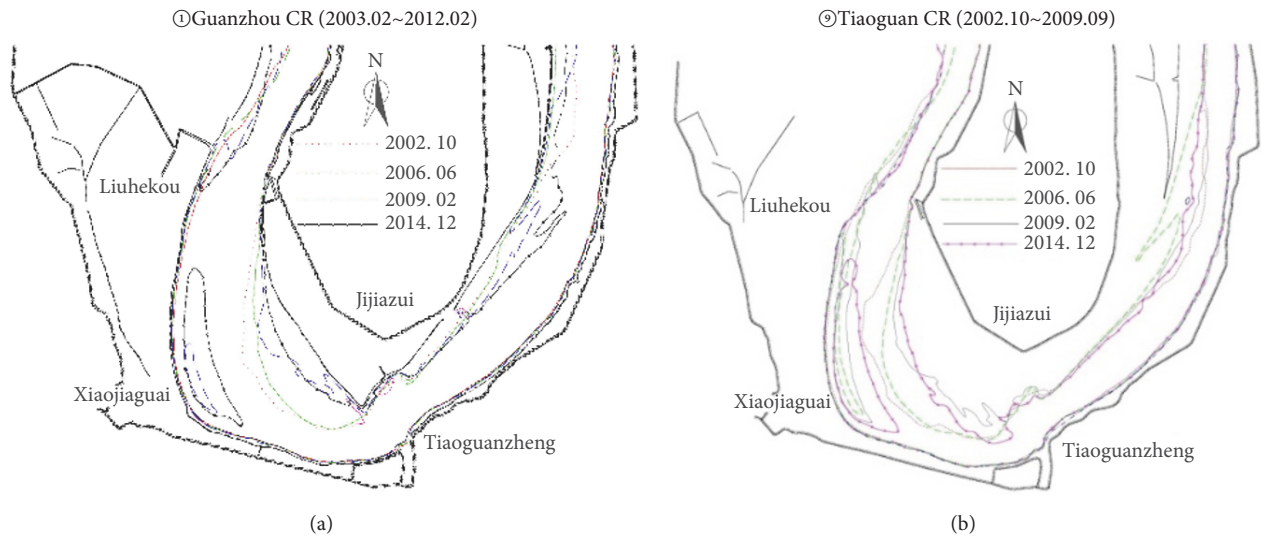 ①Guanzhou CR (2003.02~2012.02)
N
2002. 10
2006. 06
2009. 02
2014. 12
Liuhekou
Jijiazui
Xiaojiaguai
Tiaoguanzheng
(a)
⑨Tiaoguan CR (2002.10~2009.09)
N
2002. 10
2006. 06
2009. 02
2014. 12
Liuhekou
Jijiazui
Xiaojiaguai
Tiaoguanzheng
(b)